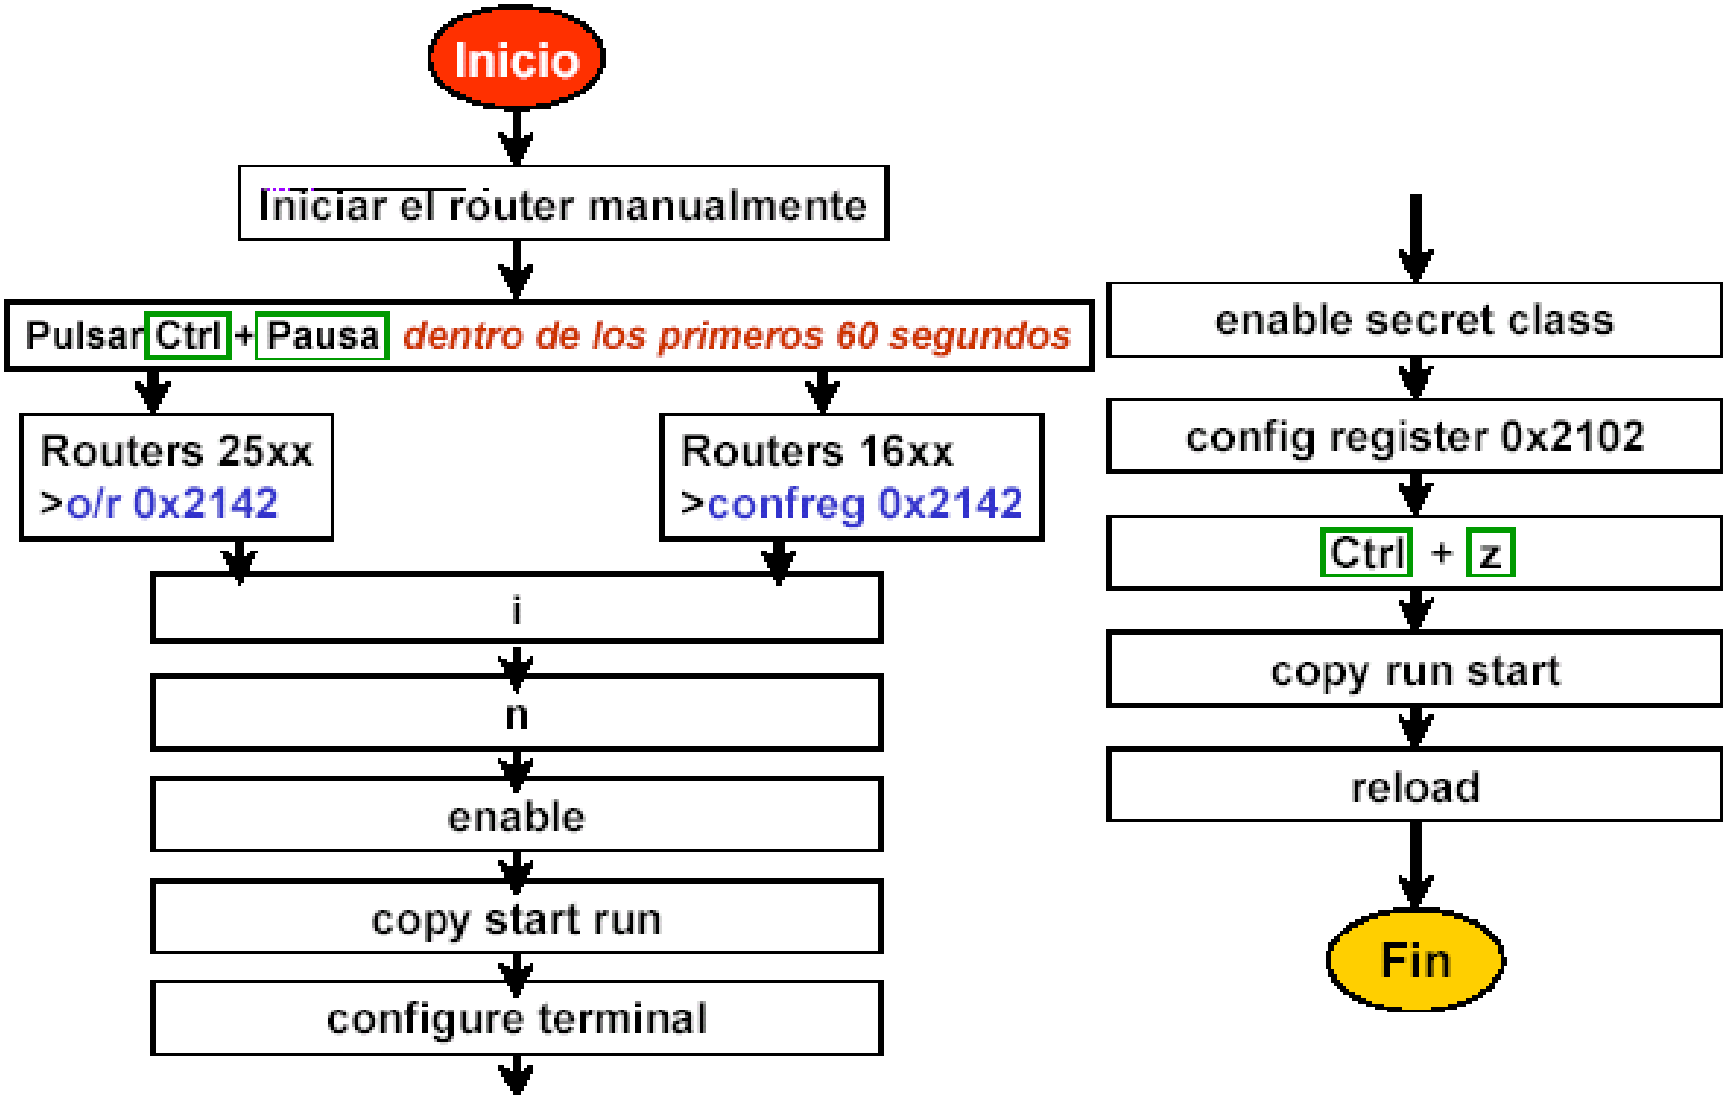 Inicio
Iniciar el router manualmente
Pulsar Ctrl + Pausa dentro de los primeros 60 segundos
Routers 25xx
>o/r 0x2142
Routers 16xx
>confreg 0x2142
i
n
enable
copy start run
configure terminal
enable secret class
config register 0x2102
Ctrl + z
copy run start
reload
Fin